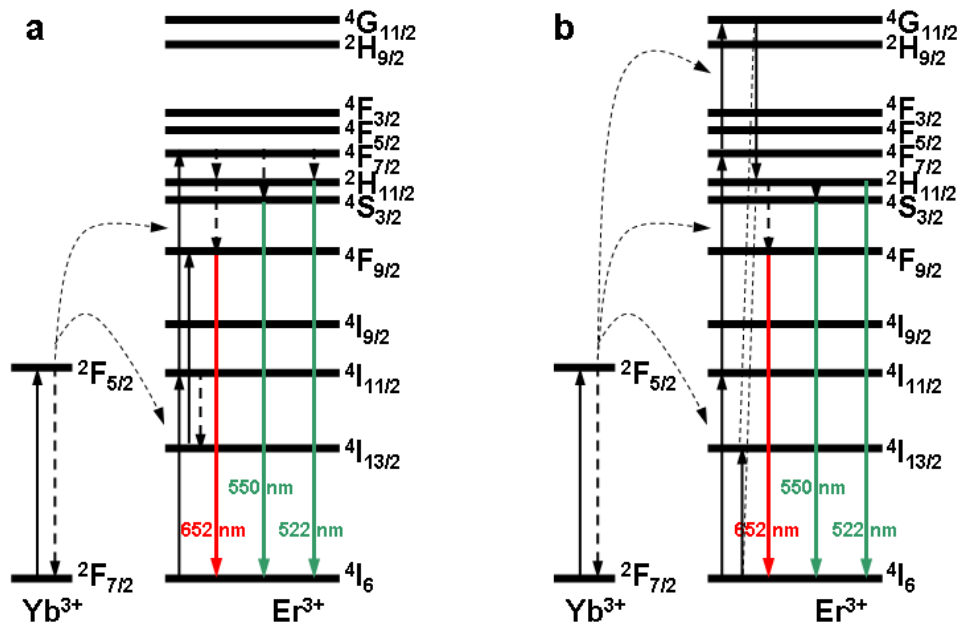 a
⁴G₁₁/₂
²H₉/₂
⁴F₃/₂
⁴F₅/₂
⁴F₇/₂
²H₁₁/₂
⁴S₃/₂
⁴F₉/₂
⁴I₉/₂
²F₅/₂
⁴I₁₁/₂
⁴I₁₃/₂
550 nm
652 nm
522 nm
²F₇/₂
⁴I₆
Yb³⁺
Er³⁺
b
⁴G₁₁/₂
²H₉/₂
⁴F₃/₂
⁴F₅/₂
⁴F₇/₂
²H₁₁/₂
⁴S₃/₂
⁴F₉/₂
⁴I₉/₂
²F₅/₂
⁴I₁₁/₂
⁴I₁₃/₂
550 nm
652 nm
522 nm
²F₇/₂
⁴I₆
Yb³⁺
Er³⁺